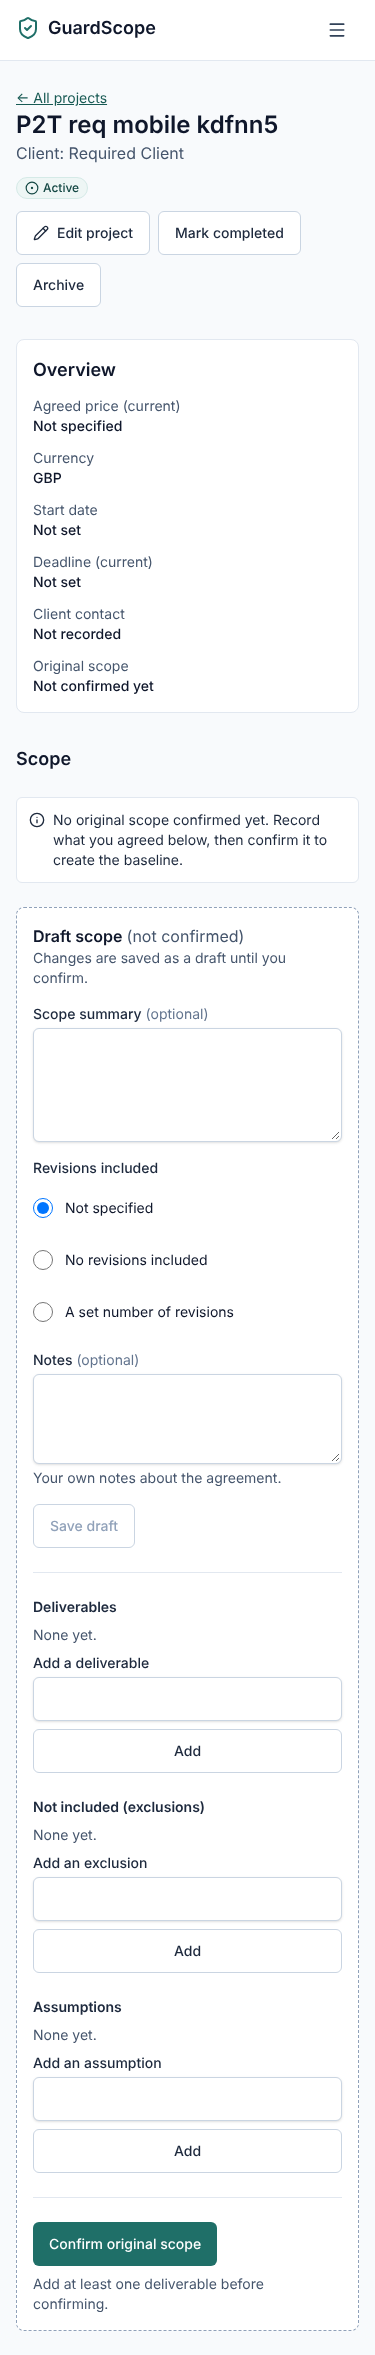 GuardScope
← All projects
P2T req mobile kdfnn5
Client: Required Client
Active
Edit project
Mark completed
Archive
Overview
Agreed price (current)
Not specified
Currency
GBP
Start date
Not set
Deadline (current)
Not set
Client contact
Not recorded
Original scope
Not confirmed yet
Scope
No original scope confirmed yet. Record
what you agreed below, then confirm it to
create the baseline.
Draft scope (not confirmed)
Changes are saved as a draft until you
confirm.
Scope summary (optional)
Revisions included
Not specified
No revisions included
A set number of revisions
Notes (optional)
Your own notes about the agreement.
Save draft
Deliverables
None yet.
Add a deliverable
Add
Not included (exclusions)
None yet.
Add an exclusion
Add
Assumptions
None yet.
Add an assumption
Add
Confirm original scope
Add at least one deliverable before
confirming.